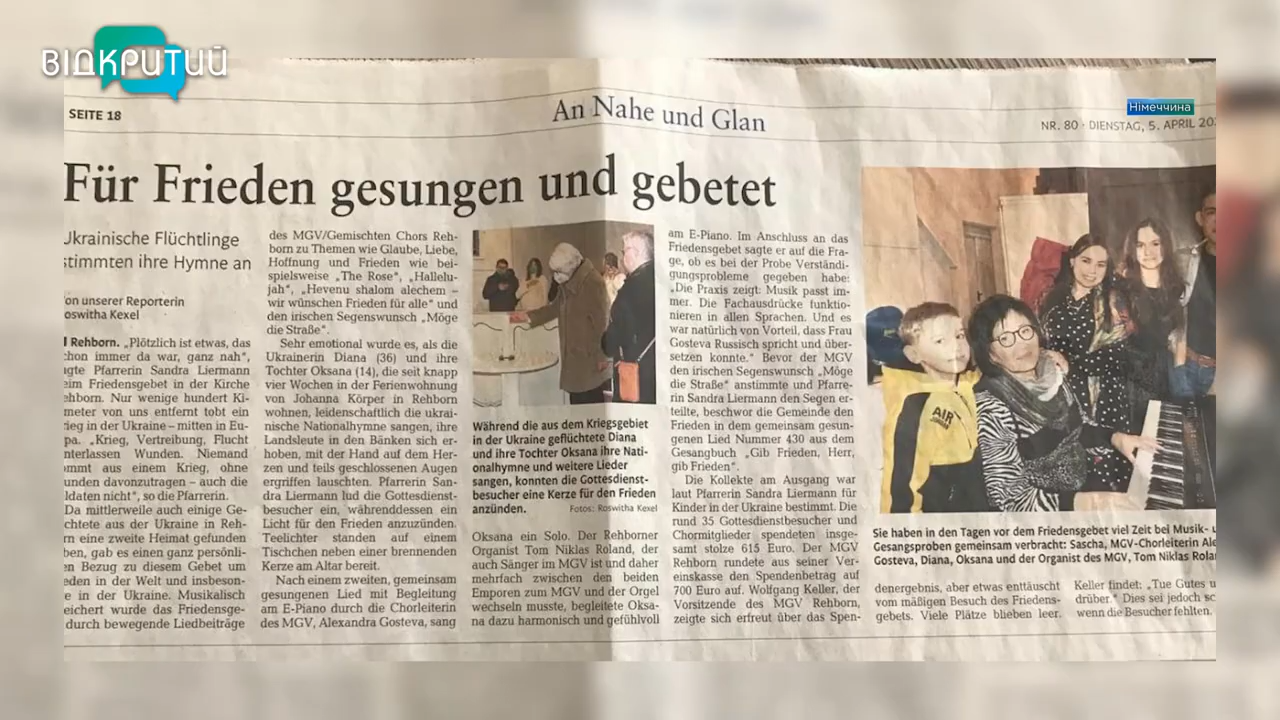 ВІДКРИТИЙ
Німеччина
SEITE 18
An Nahe und Glan
NR. 80 · DIENSTAG, 5. APRIL
Für Frieden gesungen und gebetet
Ukrainische Flüchtlinge
stimmten ihre Hymne an
on unserer Reporterin
oswitha Kexel
Rehborn. „Plötzlich ist etwas, das
hon immer da war, ganz nah",
gte Pfarrerin Sandra Liermann
eim Friedensgebet in der Kirche
ehborn. Nur wenige hundert Ki-
meter von uns entfernt tobt ein
ieg in der Ukraine – mitten in Eu-
pa. „Krieg, Vertreibung, Flucht
nterlassen Wunden. Niemand
mmt aus einem Krieg, ohne
unden davonzutragen – auch die
ldaten nicht", so die Pfarrerin.
Da mittlerweile auch einige Ge-
chtete aus der Ukraine in Reh-
rn eine zweite Heimat gefunden
ben, gab es einen ganz persönli-
en Bezug zu diesem Gebet um
eden in der Welt und insbeson-
e in der Ukraine. Musikalisch
eichert wurde das Friedensge-
durch bewegende Liedbeiträge
des MGV/Gemischten Chors Reh-
born zu Themen wie Glaube, Liebe,
Hoffnung und Frieden wie bei-
spielsweise „The Rose", „Hallelu-
jah", „Hevenu shalom alechem –
wir wünschen Frieden für alle" und
den irischen Segenswunsch „Möge
die Straße".
Sehr emotional wurde es, als die
Ukrainerin Diana (36) und ihre
Tochter Oksana (14), die seit knapp
vier Wochen in der Ferienwohnung
von Johanna Körper in Rehborn
wohnen, leidenschaftlich die ukrai-
nische Nationalhymne sangen, ihre
Landsleute in den Bänken sich er-
hoben, mit der Hand auf dem Her-
zen und teils geschlossenen Augen
ergriffen lauschten. Pfarrerin San-
dra Liermann lud die Gottesdienst-
besucher ein, währenddessen ein
Licht für den Frieden anzuzünden.
Teelichter standen auf einem
Tischchen neben einer brennenden
Kerze am Altar bereit.
Nach einem zweiten, gemeinsam
gesungenen Lied mit Begleitung
am E-Piano durch die Chorleiterin
des MGV, Alexandra Gosteva, sang
Während die aus dem Kriegsgebiet
in der Ukraine geflüchtete Diana
und ihre Tochter Oksana ihre Nati-
onalhymne und weitere Lieder
sangen, konnten die Gottesdienst-
besucher eine Kerze für den Frieden
anzünden. Fotos: Roswitha Kexel
Oksana ein Solo. Der Rehborner
Organist Tom Niklas Roland, der
auch Sänger im MGV ist und daher
mehrfach zwischen den beiden
Emporen zum MGV und der Orgel
wechseln musste, begleitete Oksa-
na dazu harmonisch und gefühlvoll
am E-Piano. Im Anschluss an das
Friedensgebet sagte er auf die Fra-
ge, ob es bei der Probe Verständi-
gungsprobleme gegeben habe:
„Die Praxis zeigt: Musik passt im-
mer. Die Fachausdrücke funktio-
nieren in allen Sprachen. Und es
war natürlich von Vorteil, dass Frau
Gosteva Russisch spricht und über-
setzen konnte." Bevor der MGV
den irischen Segenswunsch „Möge
die Straße" anstimmte und Pfarre-
rin Sandra Liermann den Segen er-
teilte, beschwor die Gemeinde den
Frieden in dem gemeinsam gesun-
genen Lied Nummer 430 aus dem
Gesangbuch „Gib Frieden, Herr,
gib Frieden".
Die Kollekte am Ausgang war
laut Pfarrerin Sandra Liermann für
Kinder in der Ukraine bestimmt. Die
rund 35 Gottesdienstbesucher und
Chormitglieder spendeten insge-
samt stolze 615 Euro. Der MGV
Rehborn rundete aus seiner Ver-
einskasse den Spendenbetrag auf
700 Euro auf. Wolfgang Keller, der
Vorsitzende des MGV Rehborn,
zeigte sich erfreut über das Spen-
AIR
Sie haben in den Tagen vor dem Friedensgebet viel Zeit bei Musik- u
Gesangsproben gemeinsam verbracht: Sascha, MGV-Chorleiterin Ale
Gosteva, Diana, Oksana und der Organist des MGV, Tom Niklas Rola
denergebnis, aber etwas enttäuscht
vom mäßigen Besuch des Friedens-
gebets. Viele Plätze blieben leer.
Keller findet: „Tue Gutes u
drüber." Dies sei jedoch sc
wenn die Besucher fehlten.